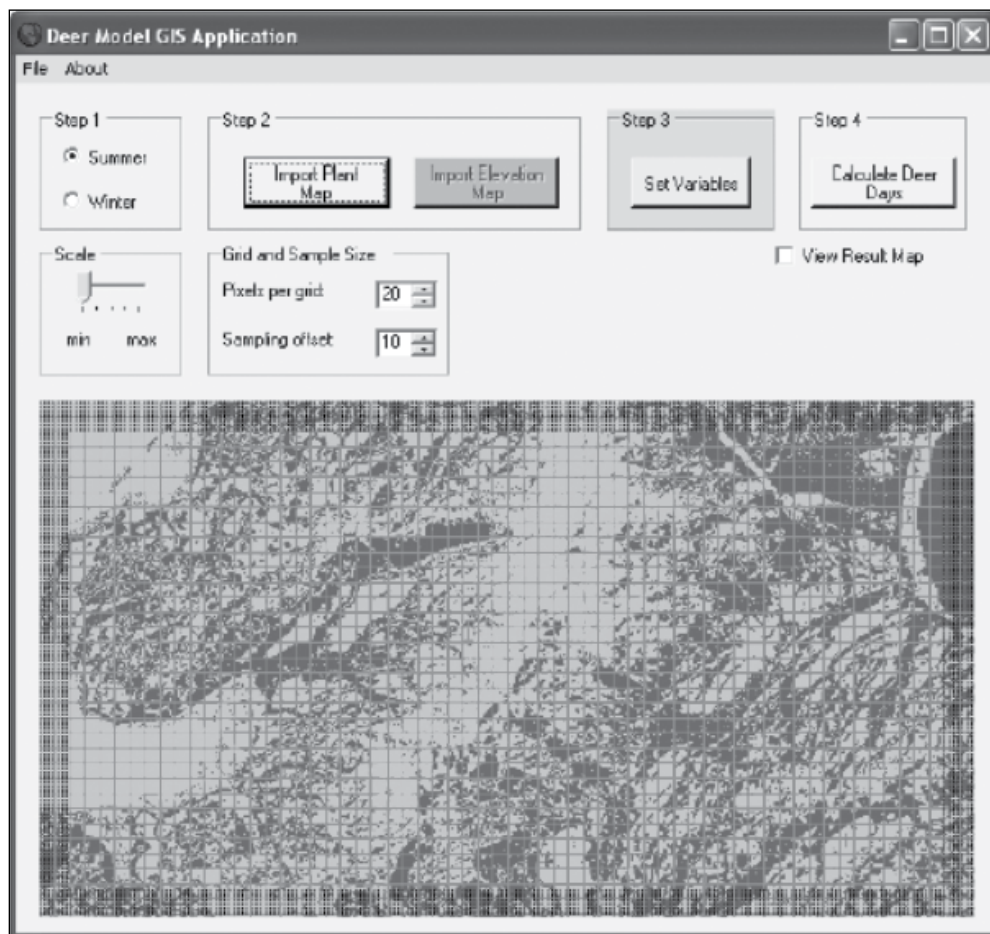 Deer Model GIS Application
File About
Step 1
Summer
Winter
Step 2
Import Plant
Map
Import Elevation
Map
Step 3
Set Variables
Step 4
Calculate Deer
Days
Scale
min max
Grid and Sample Size
Pixels per grid: 20
Sampling offset: 10
View Result Map